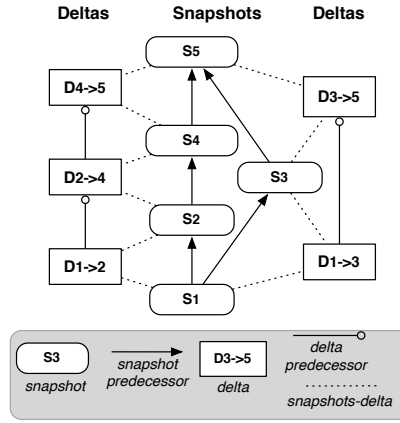 Deltas Snapshots Deltas
S5
D4->5
D3->5
S4
D2->4
S3
S2
D1->2
D1->3
S1
S3
snapshot
snapshot
predecessor
D3->5
delta
delta
predecessor
snapshots-delta